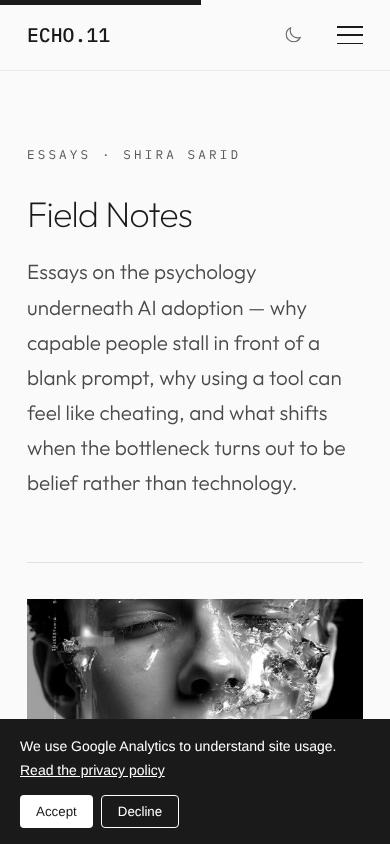 ECHO.11
ESSAYS · SHIRA SARID
Field Notes
Essays on the psychology
underneath AI adoption — why
capable people stall in front of a
blank prompt, why using a tool can
feel like cheating, and what shifts
when the bottleneck turns out to be
belief rather than technology.
We use Google Analytics to understand site usage.
Read the privacy policy
Accept
Decline